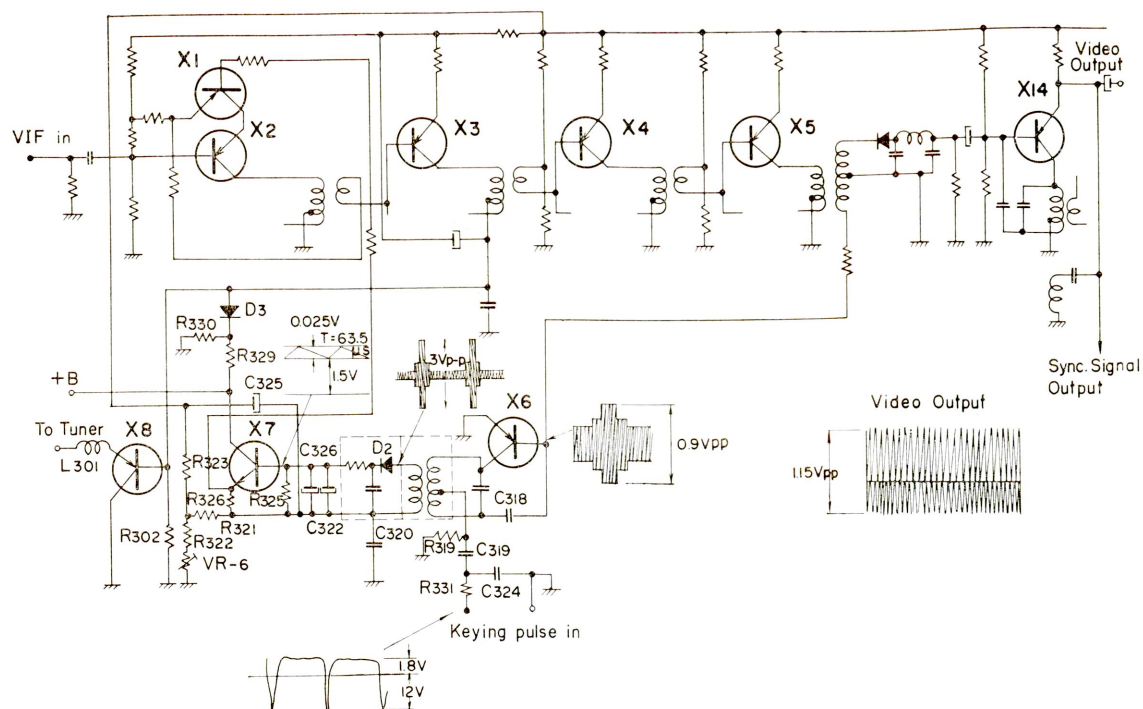 X1
X2
VIF in
X3
X4
X5
X14
Video
Output
D3
R330
0.025V
T=63.5
μs
R329
1.5V
3Vp-p
+B
C325
To Tuner
X8
L301
X7
X6
D2
C326
R323
R326
R325
R321
R322
R302
VR-6
C322
C320
C318
R319
C319
R331
C324
0.9Vpp
Sync. Signal
Output
Video Output
1.15Vpp
Keying pulse in
1.8V
12V